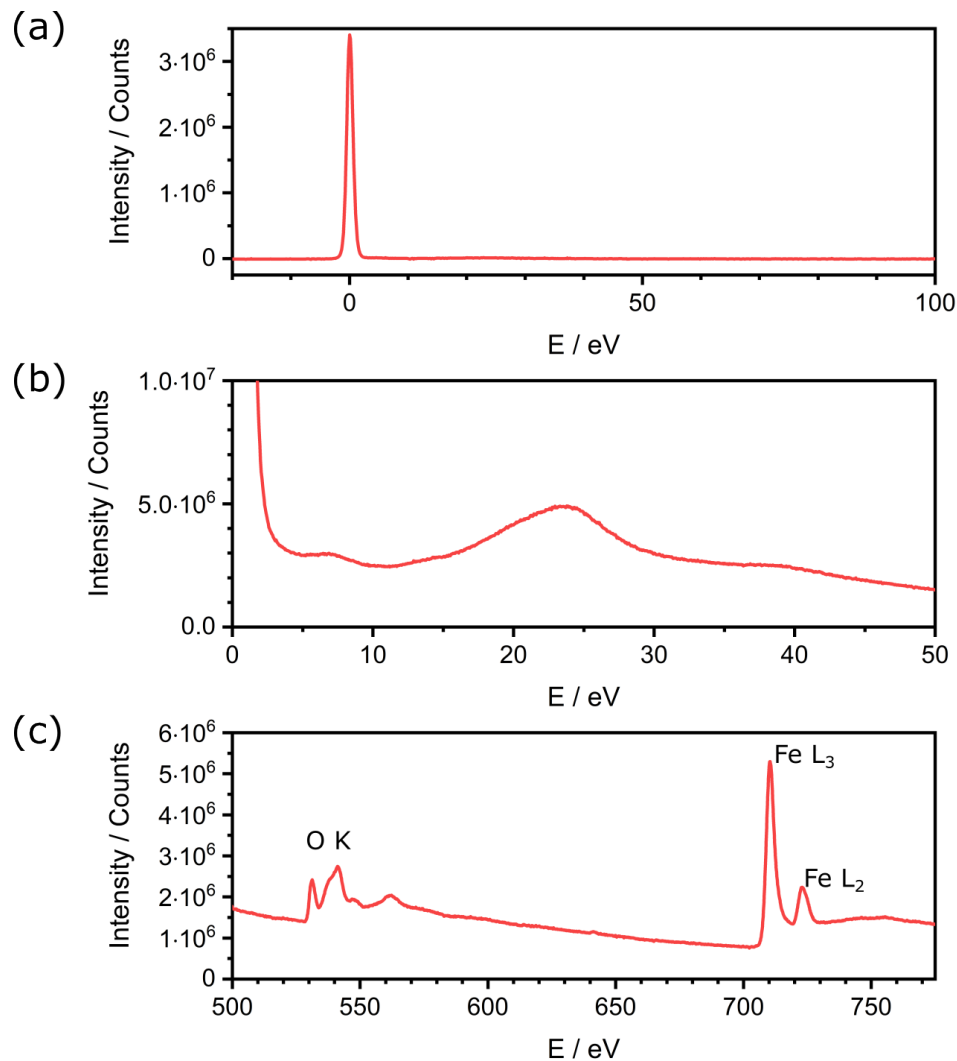 (a)
Intensity / Counts
3·10⁶
2·10⁶
1·10⁶
0
0 50 100
E / eV
(b)
Intensity / Counts
1.0·10⁷
5.0·10⁶
0.0
0 10 20 30 40 50
E / eV
(c)
Intensity / Counts
6·10⁶
5·10⁶
4·10⁶
3·10⁶
2·10⁶
1·10⁶
0
O K
Fe L₃
Fe L₂
500 550 600 650 700 750
E / eV